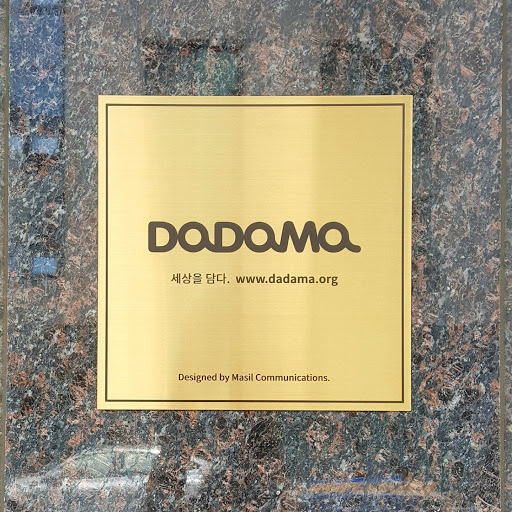 DADAMA
세상을 담다. www.dadama.org
Designed by Masil Communications.